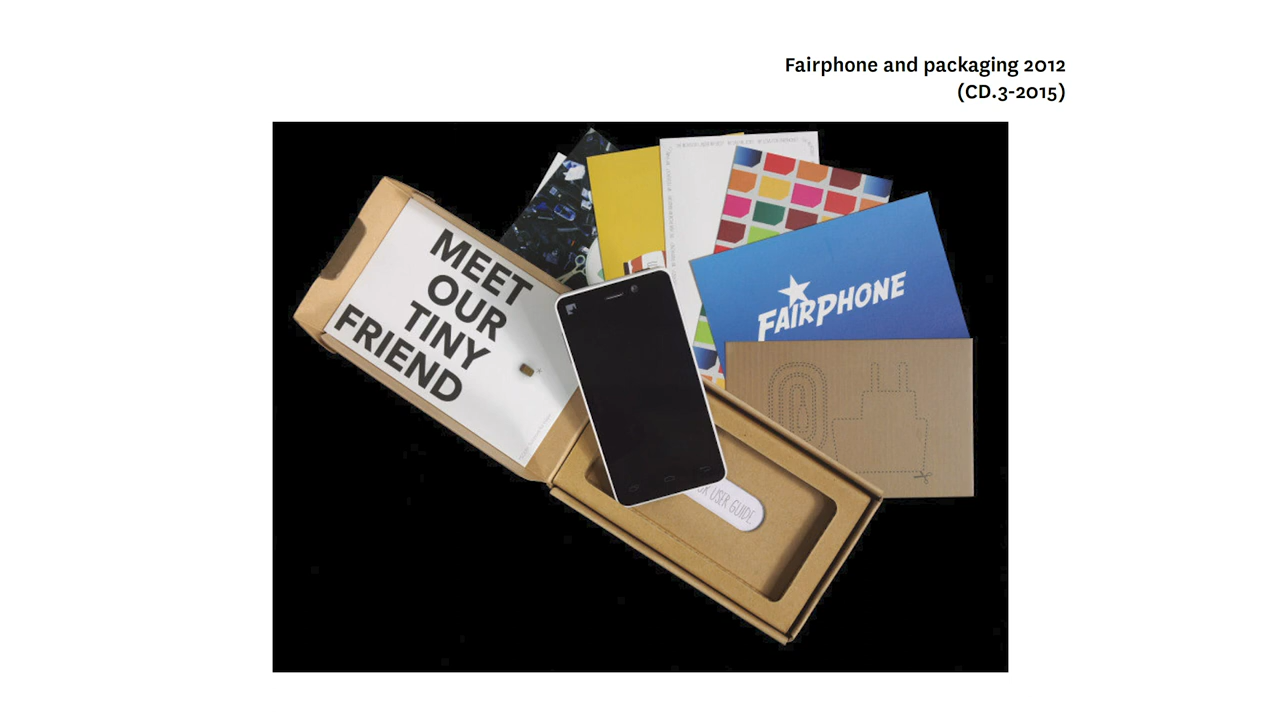 Fairphone and packaging 2012
(CD.3-2015)
MEET
OUR
TINY
FRIEND
FAIRPHONE
USER GUIDE